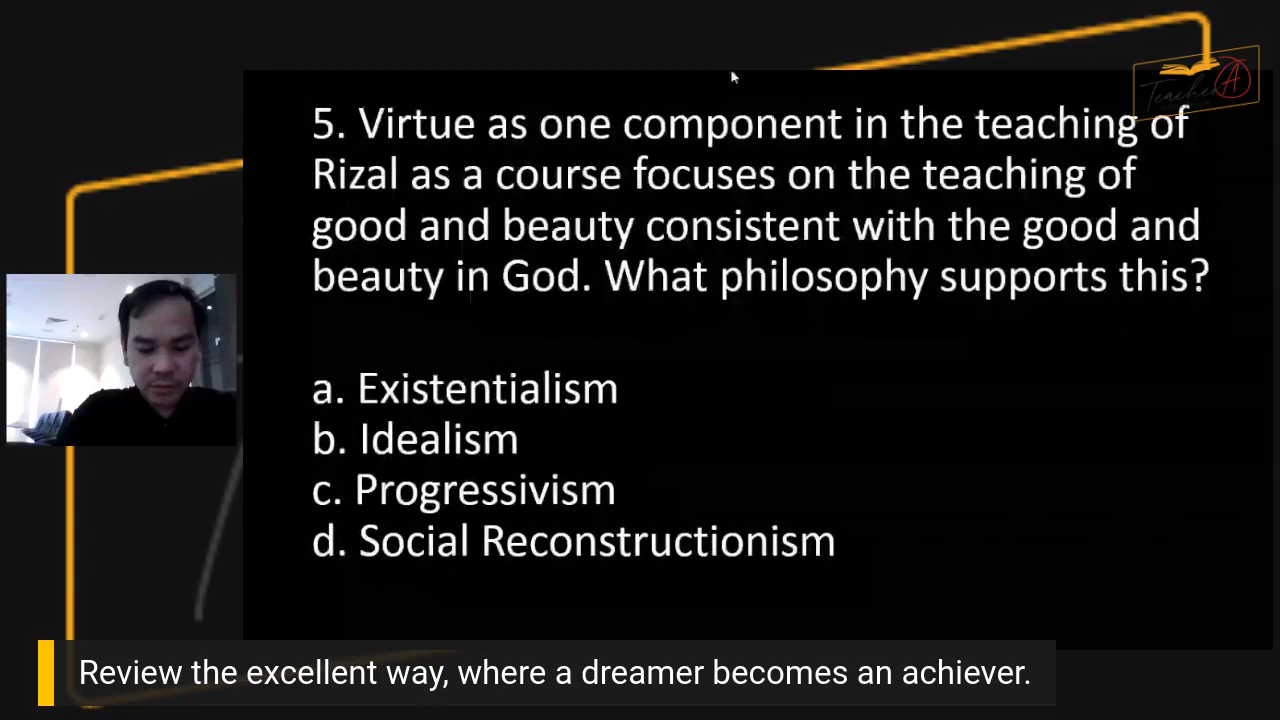 Teacher A
5. Virtue as one component in the teaching of
Rizal as a course focuses on the teaching of
good and beauty consistent with the good and
beauty in God. What philosophy supports this?
a. Existentialism
b. Idealism
c. Progressivism
d. Social Reconstructionism
Review the excellent way, where a dreamer becomes an achiever.